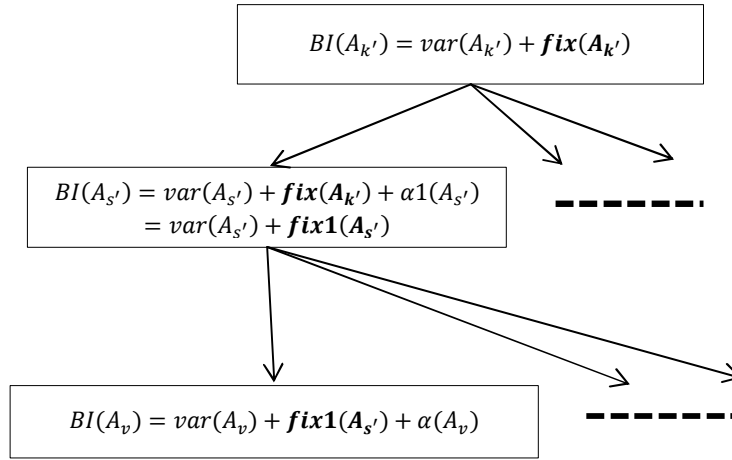 BI(A_{k′}) = var(A_{k′}) + fix(A_{k′})
BI(A_{s′}) = var(A_{s′}) + fix(A_{k′}) + α1(A_{s′})
= var(A_{s′}) + fix1(A_{s′})
BI(A_v) = var(A_v) + fix1(A_{s′}) + α(A_v)